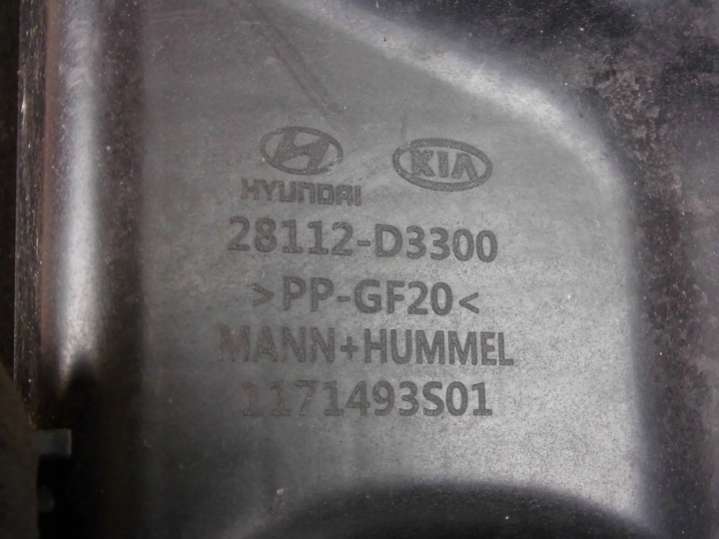 HYUNDAI KIA
28112-D3300
>PP-GF20<
MANN+HUMMEL
1171493S01